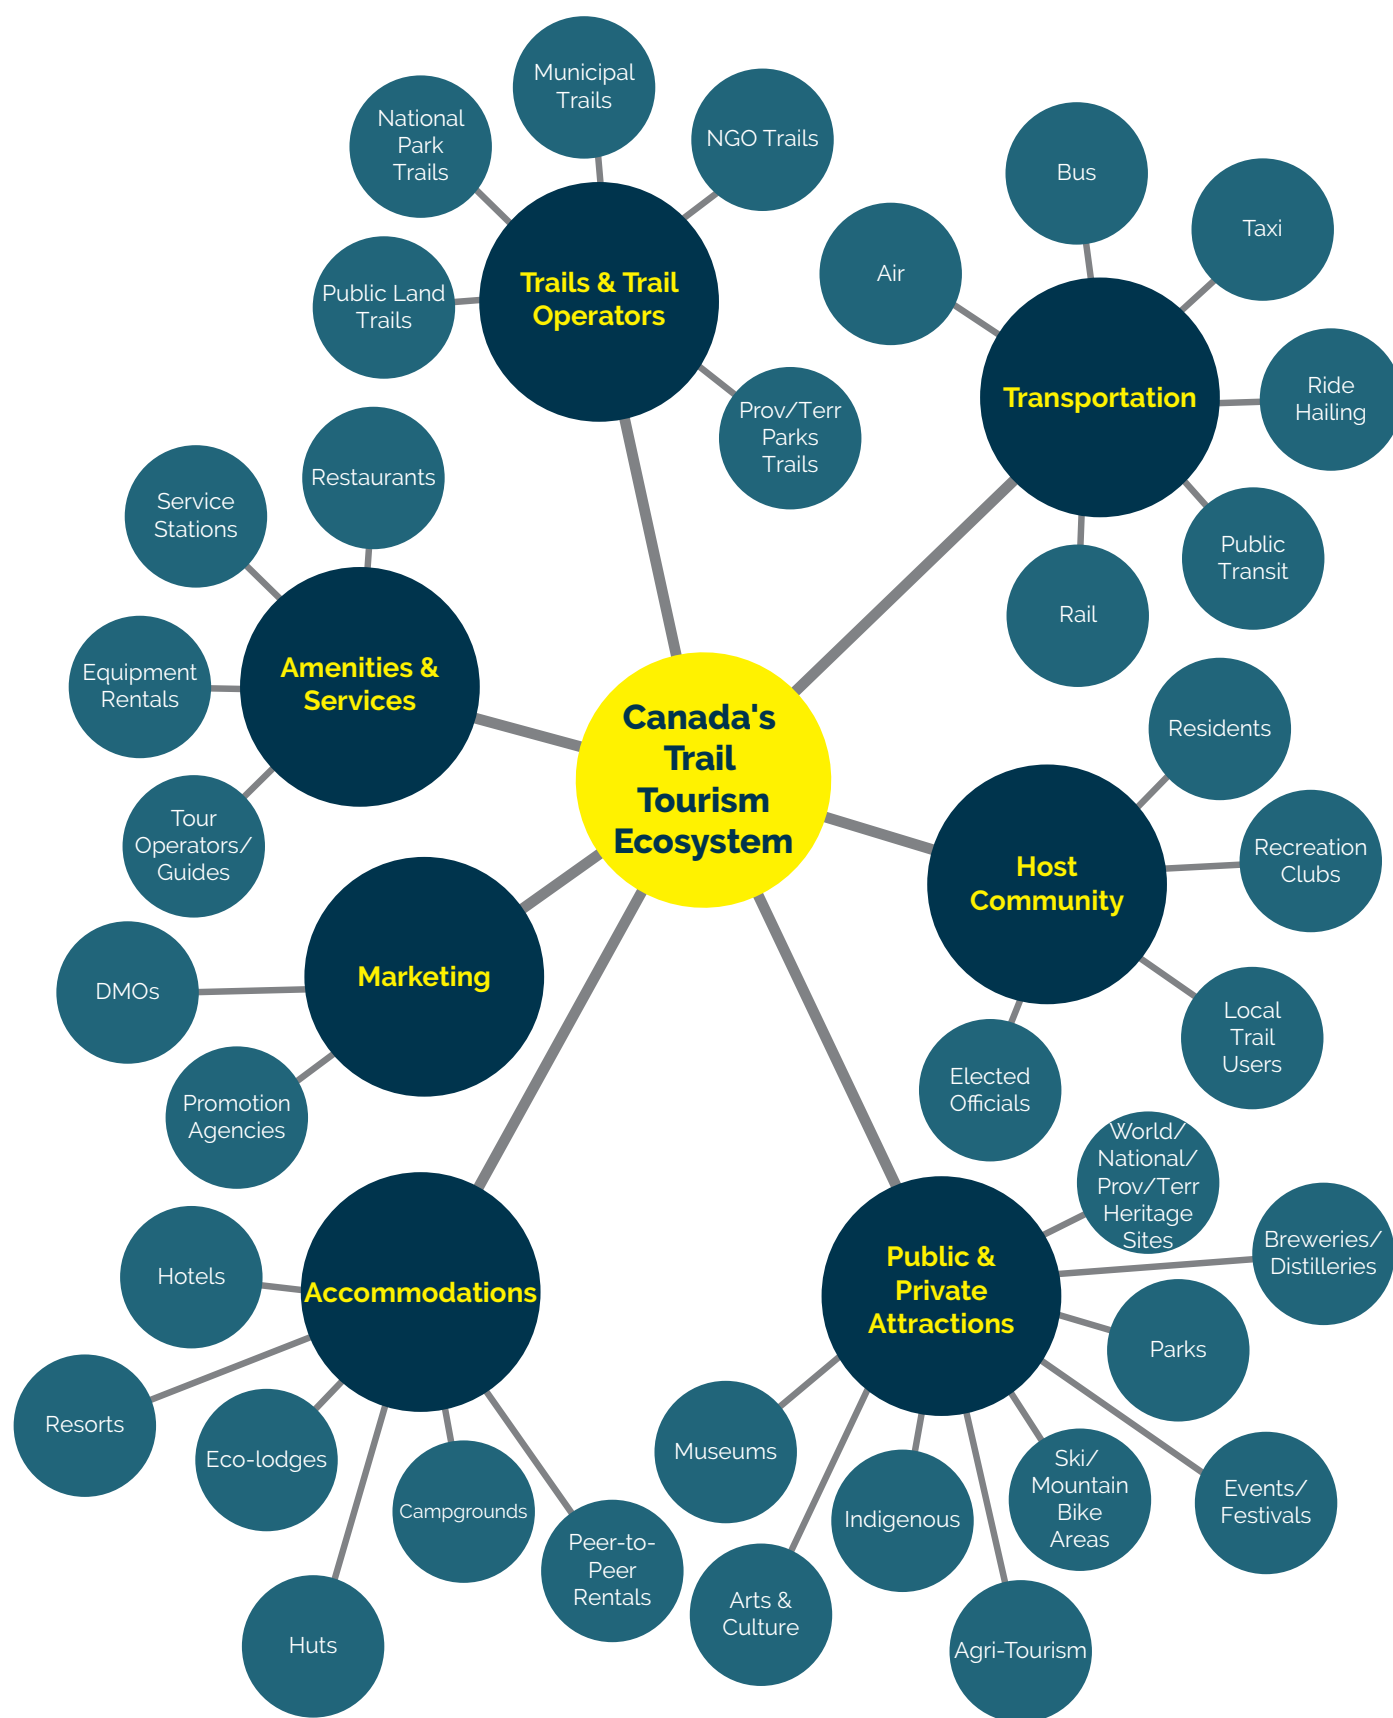 Municipal
Trails
National
Park
Trails
NGO Trails
Public Land
Trails
Trails & Trail
Operators
Prov/Terr
Parks
Trails
Bus
Taxi
Air
Ride
Hailing
Transportation
Public
Transit
Rail
Restaurants
Service
Stations
Equipment
Rentals
Amenities &
Services
Tour
Operators/
Guides
Canada's
Trail
Tourism
Ecosystem
Residents
Recreation
Clubs
Host
Community
Local
Trail
Users
Elected
Officials
Marketing
DMOs
Promotion
Agencies
Accommodations
Hotels
Resorts
Eco-lodges
Campgrounds
Peer-to-
Peer
Rentals
Huts
World/
National/
Prov/Terr
Heritage
Sites
Breweries/
Distilleries
Public &
Private
Attractions
Parks
Museums
Indigenous
Ski/
Mountain
Bike
Areas
Events/
Festivals
Arts &
Culture
Agri-Tourism